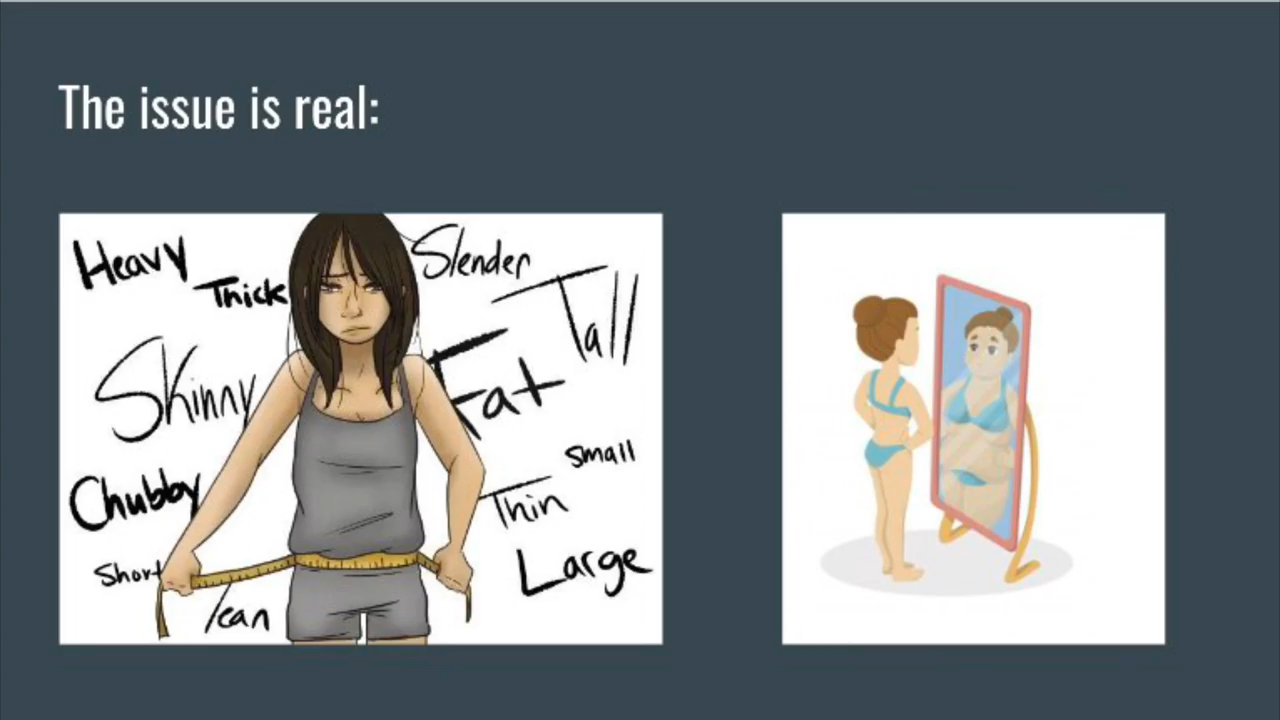 The issue is real:
Heavy
Thick
Skinny
Chubby
Short
lean
Slender
Tall
Fat
small
Thin
Large